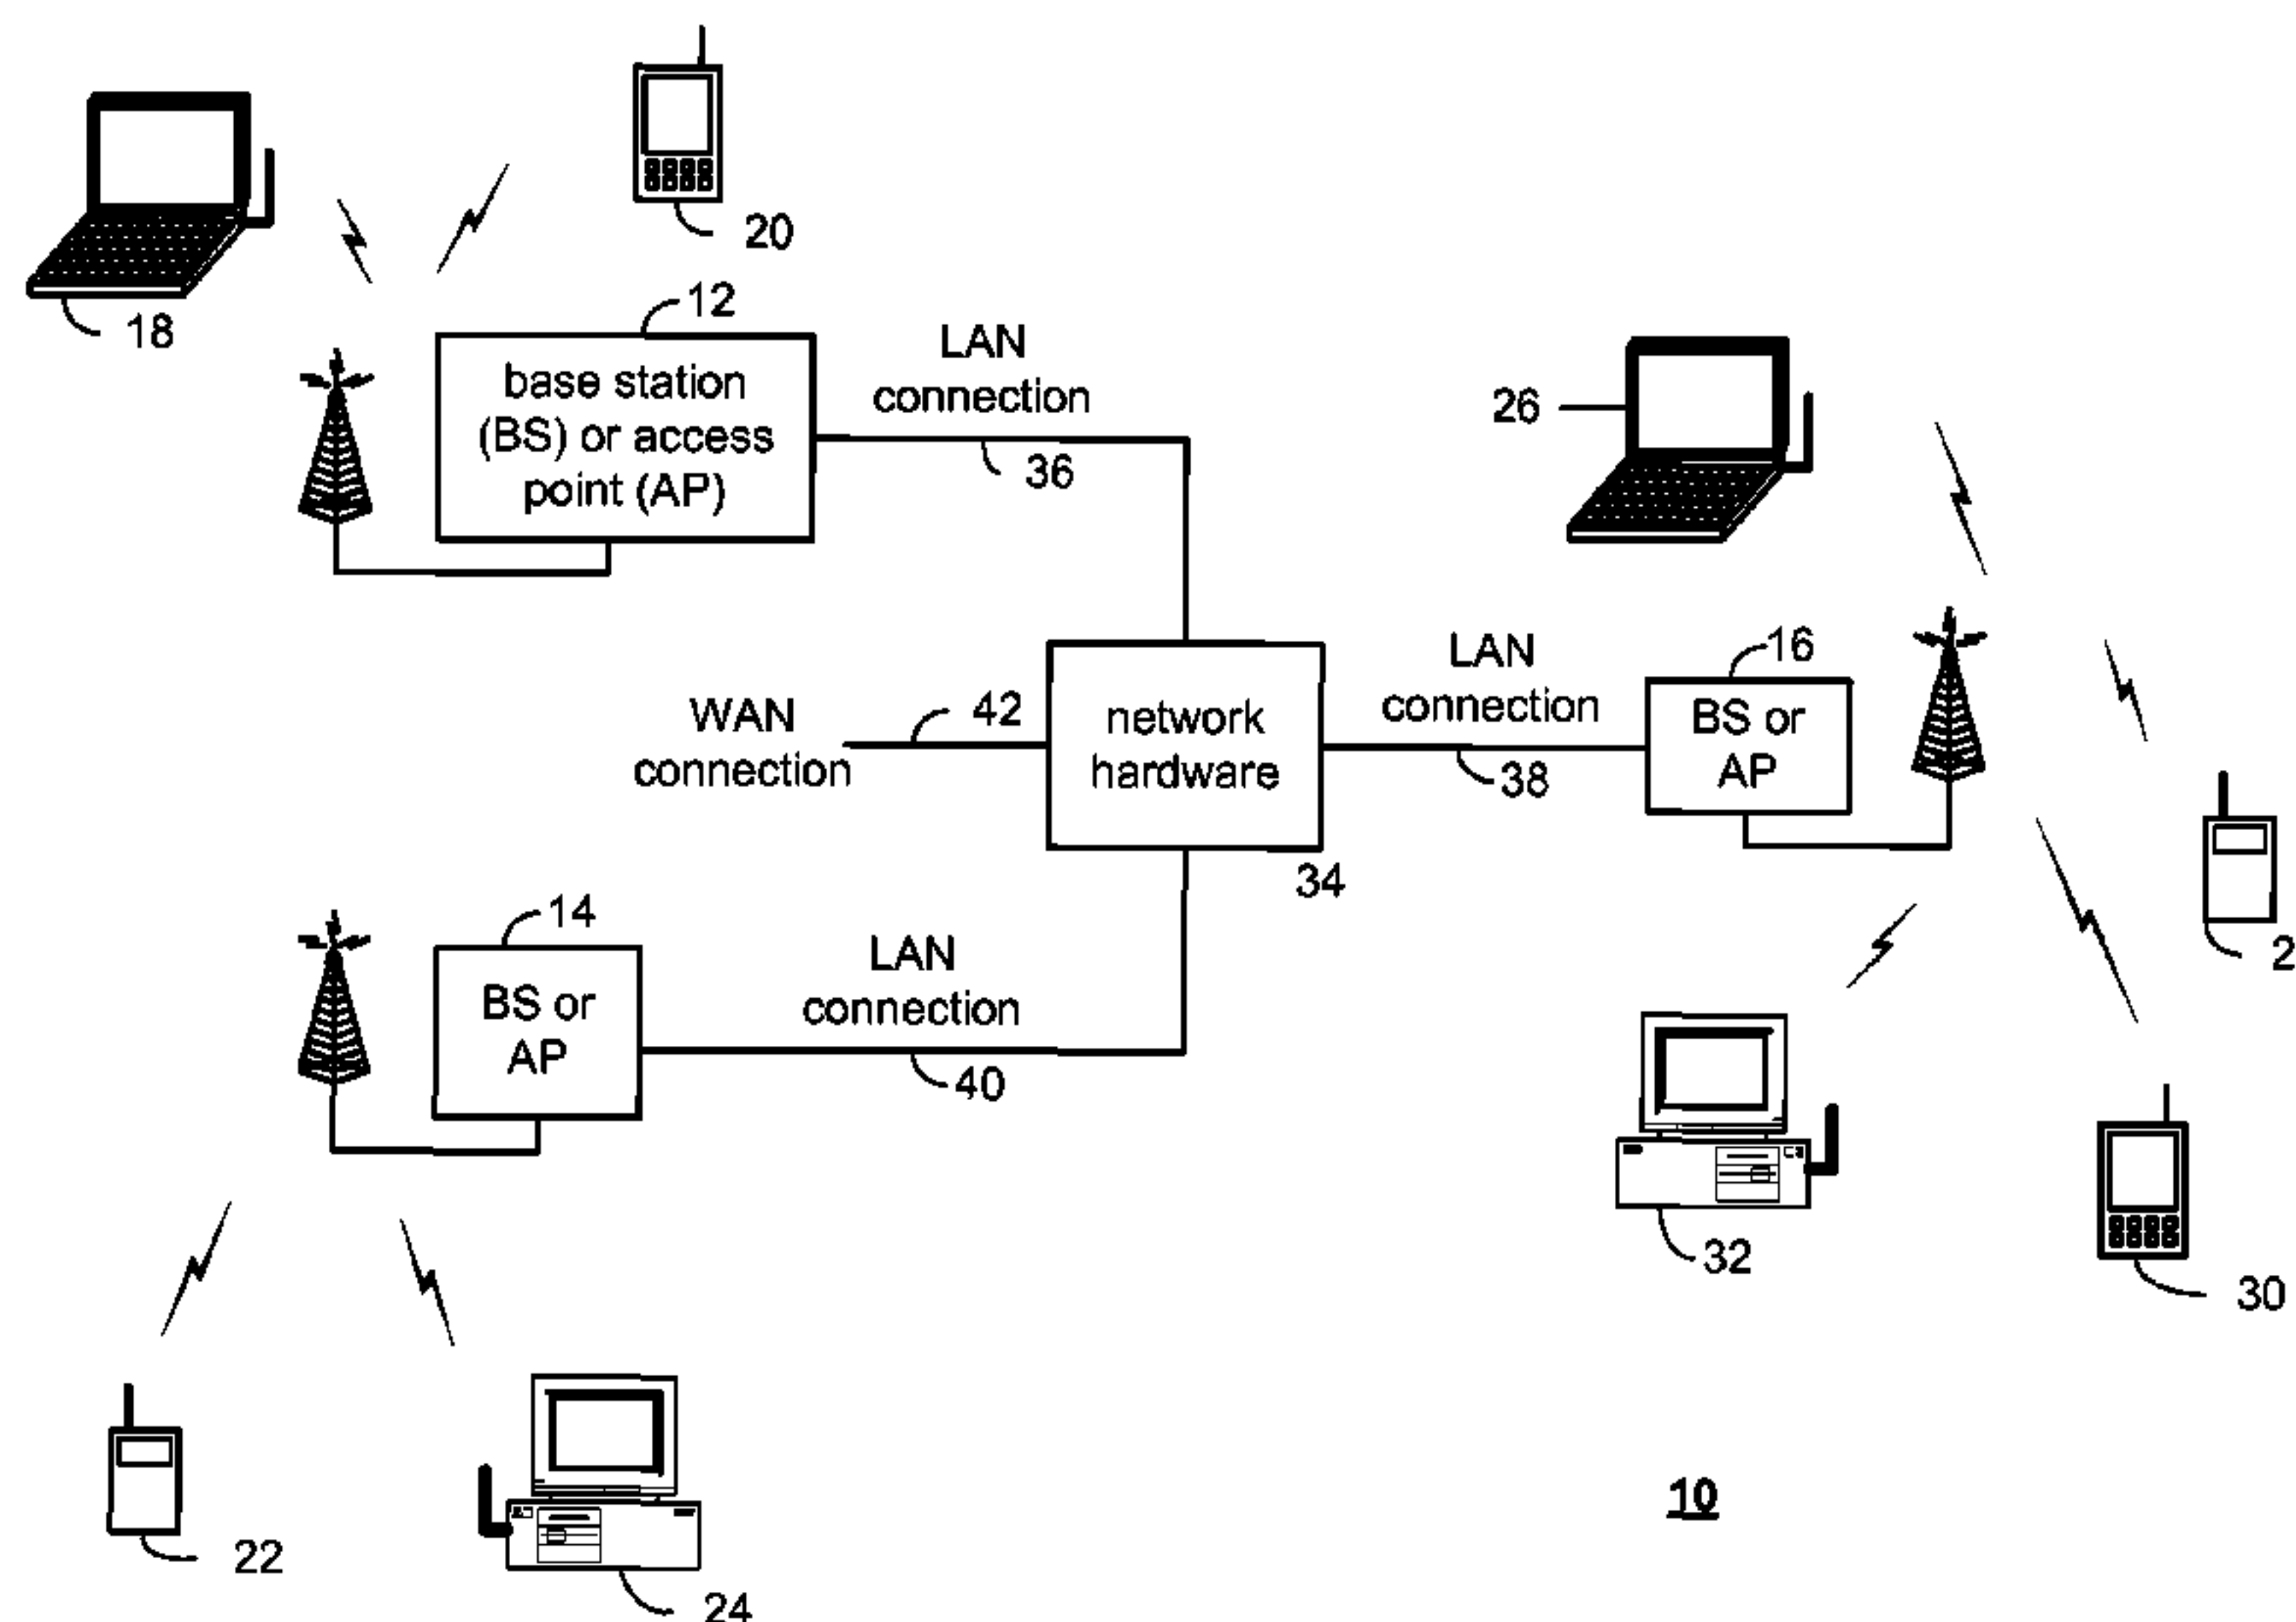 20
18
12
base station
(BS) or access
point (AP)
LAN
connection
36
26
16
LAN
connection
BS or
AP
38
WAN
connection
42
network
hardware
34
2
14
BS or
AP
LAN
connection
40
32
30
22
24
10